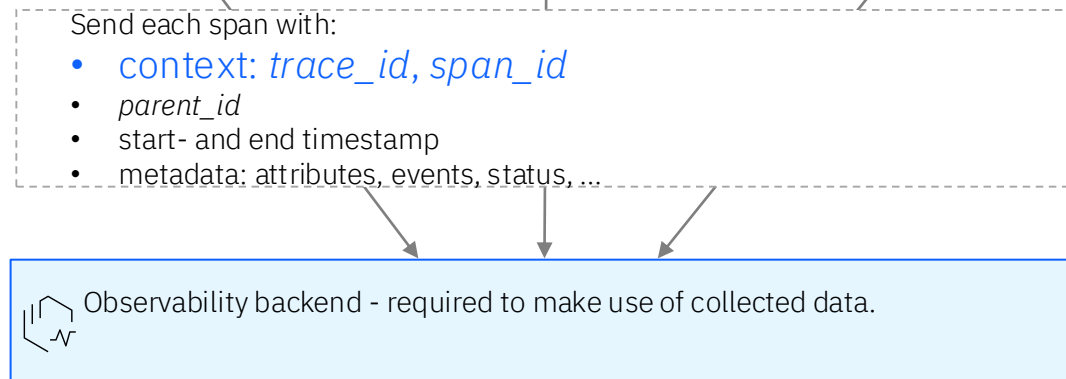 Send each span with:
• context: trace_id, span_id
• parent_id
• start- and end timestamp
• metadata: attributes, events, status, ...
Observability backend - required to make use of collected data.